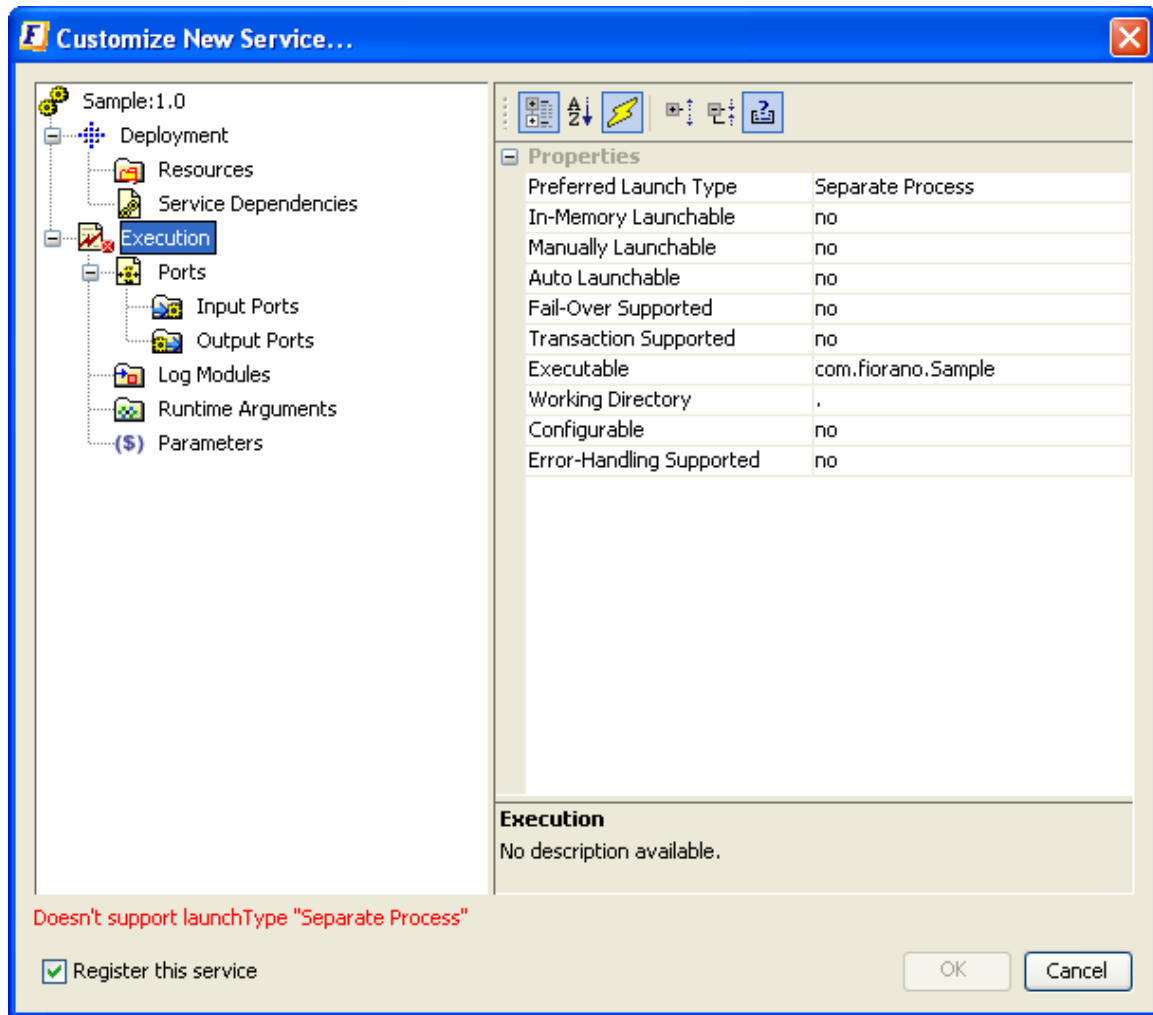 Customize New Service...
Sample:1.0
Deployment
Resources
Service Dependencies
Execution
Ports
Input Ports
Output Ports
Log Modules
Runtime Arguments
($) Parameters
Properties
Preferred Launch Type Separate Process
In-Memory Launchable no
Manually Launchable no
Auto Launchable no
Fail-Over Supported no
Transaction Supported no
Executable com.fiorano.Sample
Working Directory .
Configurable no
Error-Handling Supported no
Execution
No description available.
Doesn't support launchType "Separate Process"
Register this service
OK Cancel